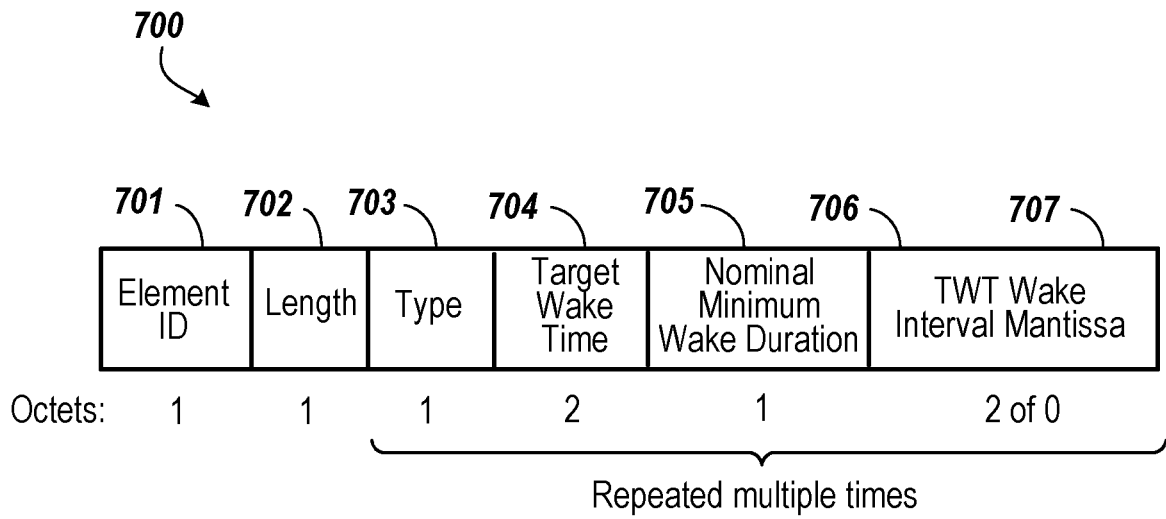 700
701 702 703 704 705 706 707
Element
ID
Length
Type
Target
Wake
Time
Nominal
Minimum
Wake Duration
TWT Wake
Interval Mantissa
Octets: 1 1 1 2 1 2 of 0
Repeated multiple times